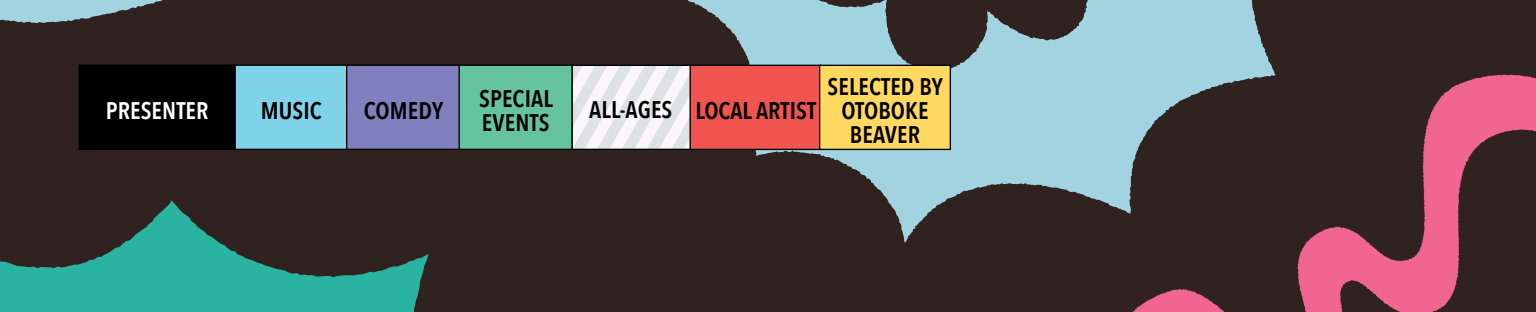 PRESENTER
MUSIC
COMEDY
SPECIAL
EVENTS
ALL-AGES
LOCAL ARTIST
SELECTED BY
OTOBOKE
BEAVER